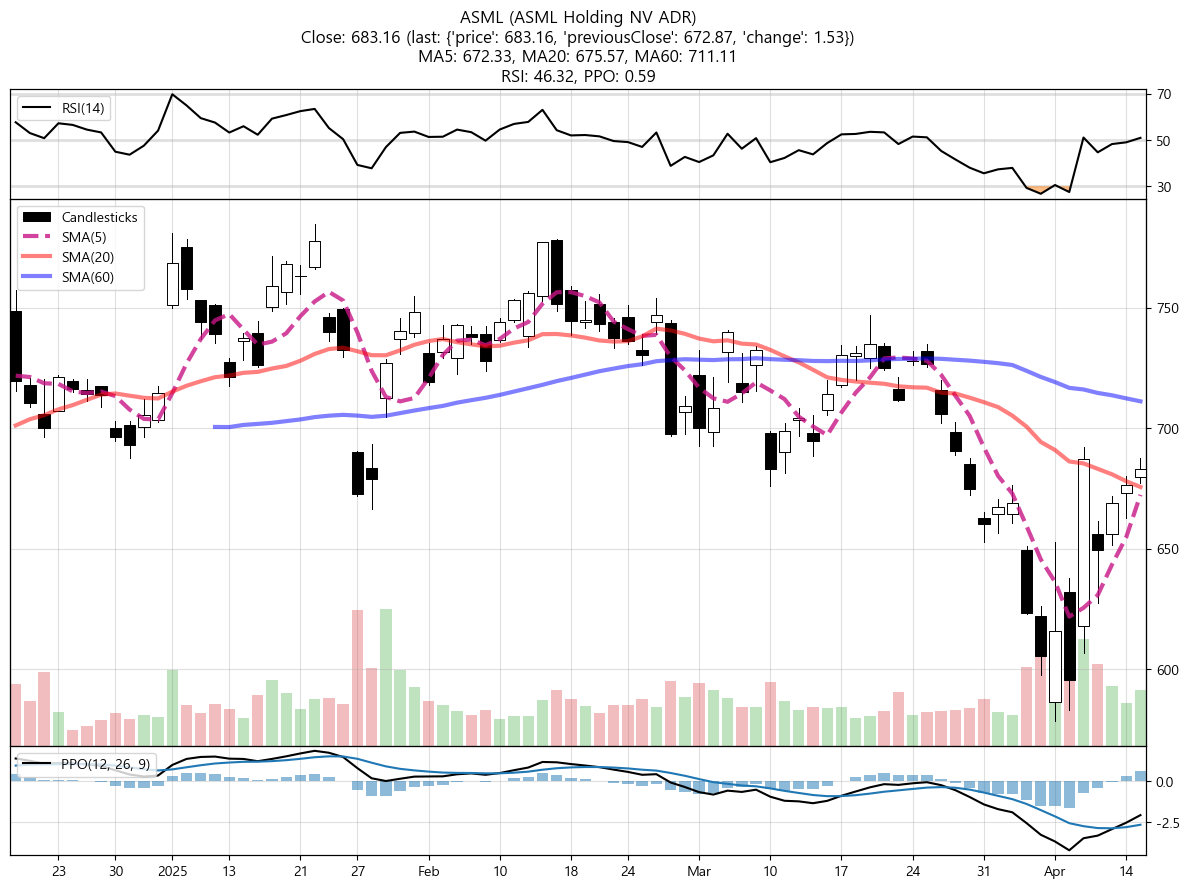 ASML (ASML Holding NV ADR)
Close: 683.16 (last: {'price': 683.16, 'previousClose': 672.87, 'change': 1.53})
MA5: 672.33, MA20: 675.57, MA60: 711.11
RSI: 46.32, PPO: 0.59
RSI(14)
70
50
30
Candlesticks
SMA(5)
SMA(20)
SMA(60)
750
700
650
600
PPO(12, 26, 9)
0.0
-2.5
23 30 2025 13 21 27 Feb 10 18 24 Mar 10 17 24 31 Apr 14